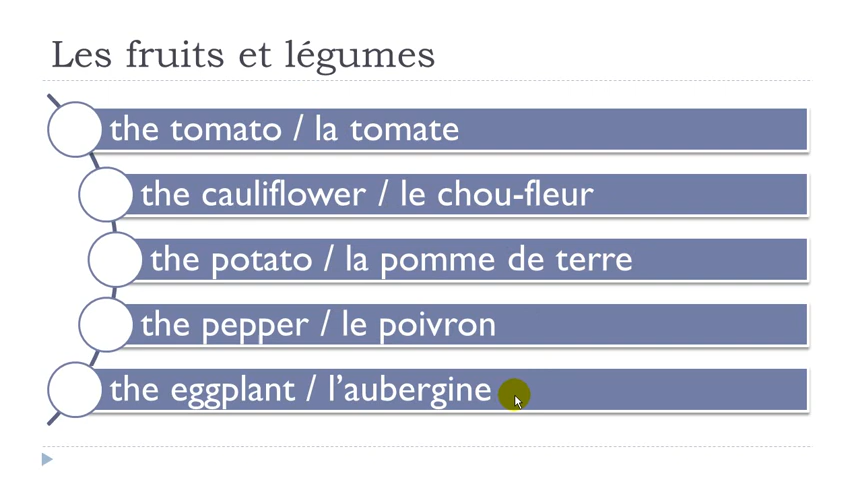 Les fruits et légumes
the tomato / la tomate
the cauliflower / le chou-fleur
the potato / la pomme de terre
the pepper / le poivron
the eggplant / l’aubergine